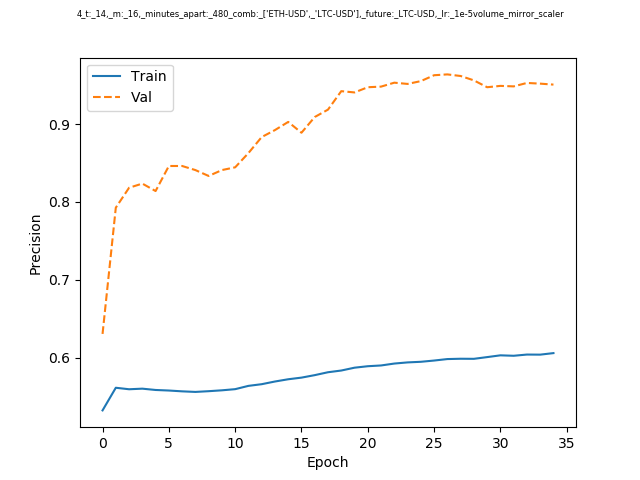 4_t:_14,_m:_16,_minutes_apart:_480_comb:_['ETH-USD',_'LTC-USD'],_future:_LTC-USD,_lr:_1e-5volume_mirror_scaler
Train
Val
Precision
0.9
0.8
0.7
0.6
0 5 10 15 20 25 30 35
Epoch